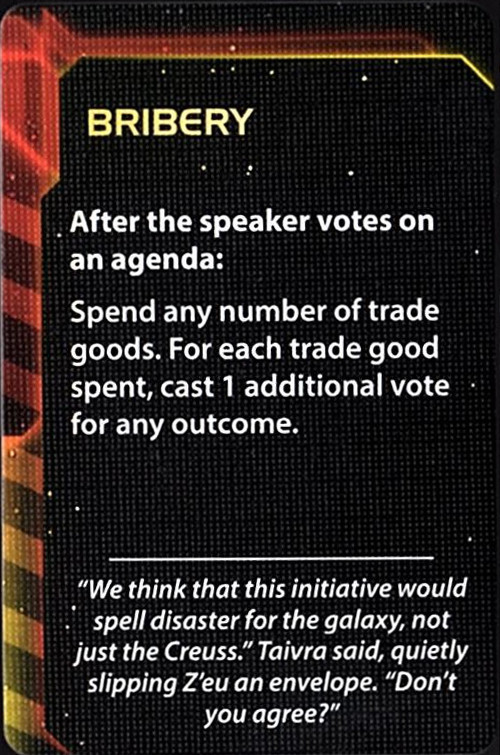 BRIBERY
After the speaker votes on
an agenda:
Spend any number of trade
goods. For each trade good
spent, cast 1 additional vote
for any outcome.
“We think that this initiative would
spell disaster for the galaxy, not
just the Creuss.” Taivra said, quietly
slipping Z’eu an envelope. “Don’t
you agree?”